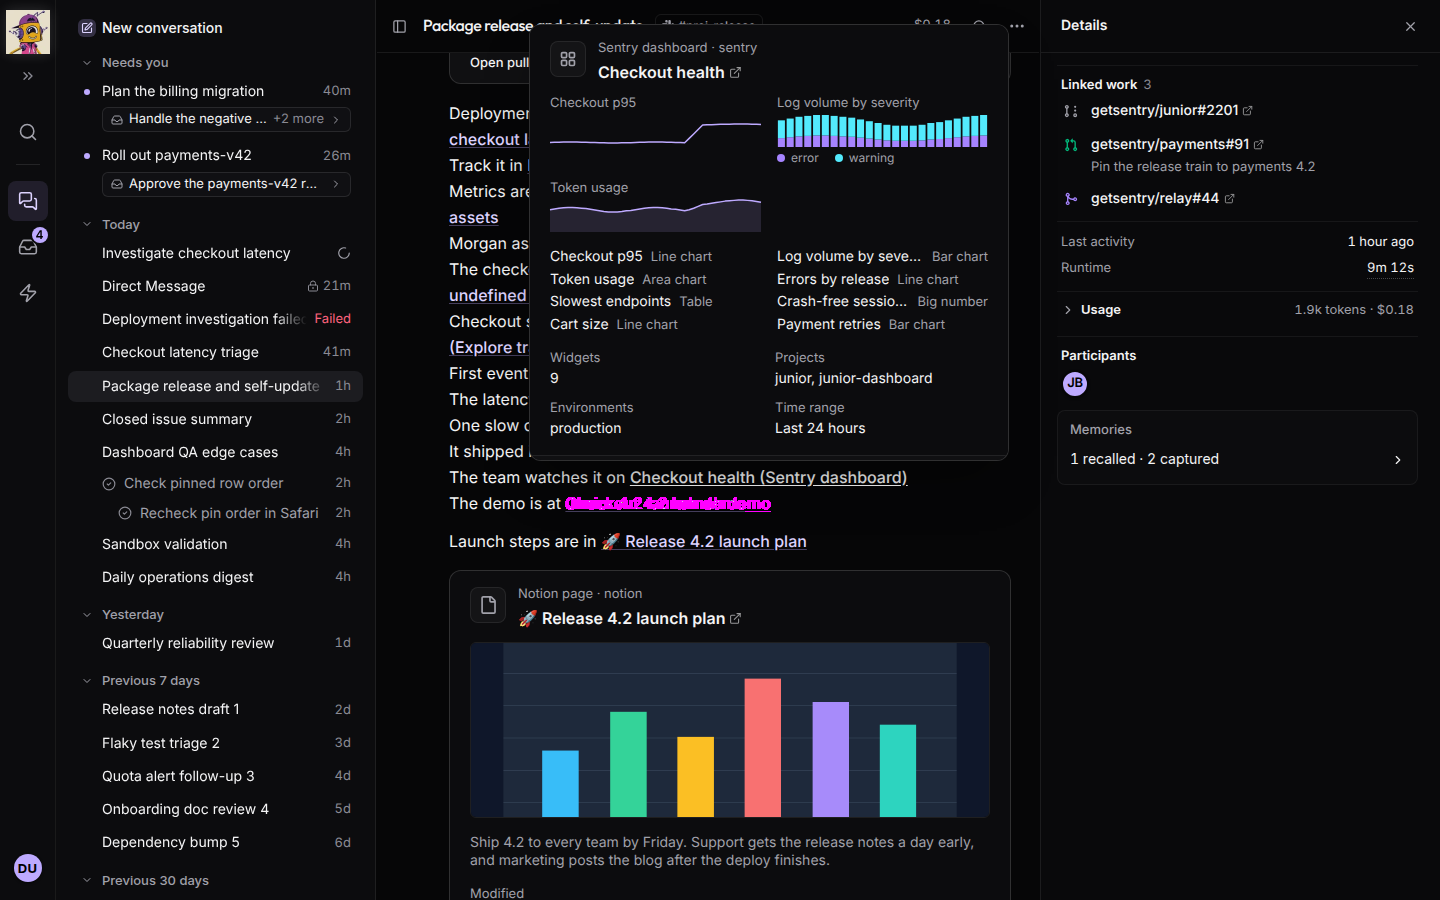 New conversation
Needs you
Plan the billing migration 40m
Handle the negative ... +2 more
Roll out payments-v42 26m
Approve the payments-v42 r...
Today
Investigate checkout latency
Direct Message 21m
Deployment investigation failed Failed
Checkout latency triage 41m
Package release and self-update 1h
Closed issue summary 2h
Dashboard QA edge cases 4h
Check pinned row order 2h
Recheck pin order in Safari 2h
Sandbox validation 4h
Daily operations digest 4h
Yesterday
Quarterly reliability review 1d
Previous 7 days
Release notes draft 1 2d
Flaky test triage 2 3d
Quota alert follow-up 3 4d
Onboarding doc review 4 5d
Dependency bump 5 6d
Previous 30 days
4
DU
Package release and self-update
$0.18
Open pull
checkout
Track it in
Metrics are
assets
Morgan as
The check
undefined
Checkout
First event
The latenc
One slow
It shipped
The team watches it on Checkout health (Sentry dashboard)
The demo is at
Launch steps are in 🚀 Release 4.2 launch plan
Sentry dashboard · sentry
Checkout health
Checkout p95
Log volume by severity
error warning
Token usage
Checkout p95 Line chart
Log volume by seve... Bar chart
Token usage Area chart
Errors by release Line chart
Slowest endpoints Table
Crash-free sessio... Big number
Cart size Line chart
Payment retries Bar chart
Widgets
9
Projects
junior, junior-dashboard
Environments
production
Time range
Last 24 hours
Notion page · notion
🚀 Release 4.2 launch plan
Ship 4.2 to every team by Friday. Support gets the release notes a day early,
and marketing posts the blog after the deploy finishes.
Modified
Details
Linked work 3
getsentry/junior#2201
getsentry/payments#91
Pin the release train to payments 4.2
getsentry/relay#44
Last activity 1 hour ago
Runtime 9m 12s
Usage 1.9k tokens · $0.18
Participants
JB
Memories
1 recalled · 2 captured